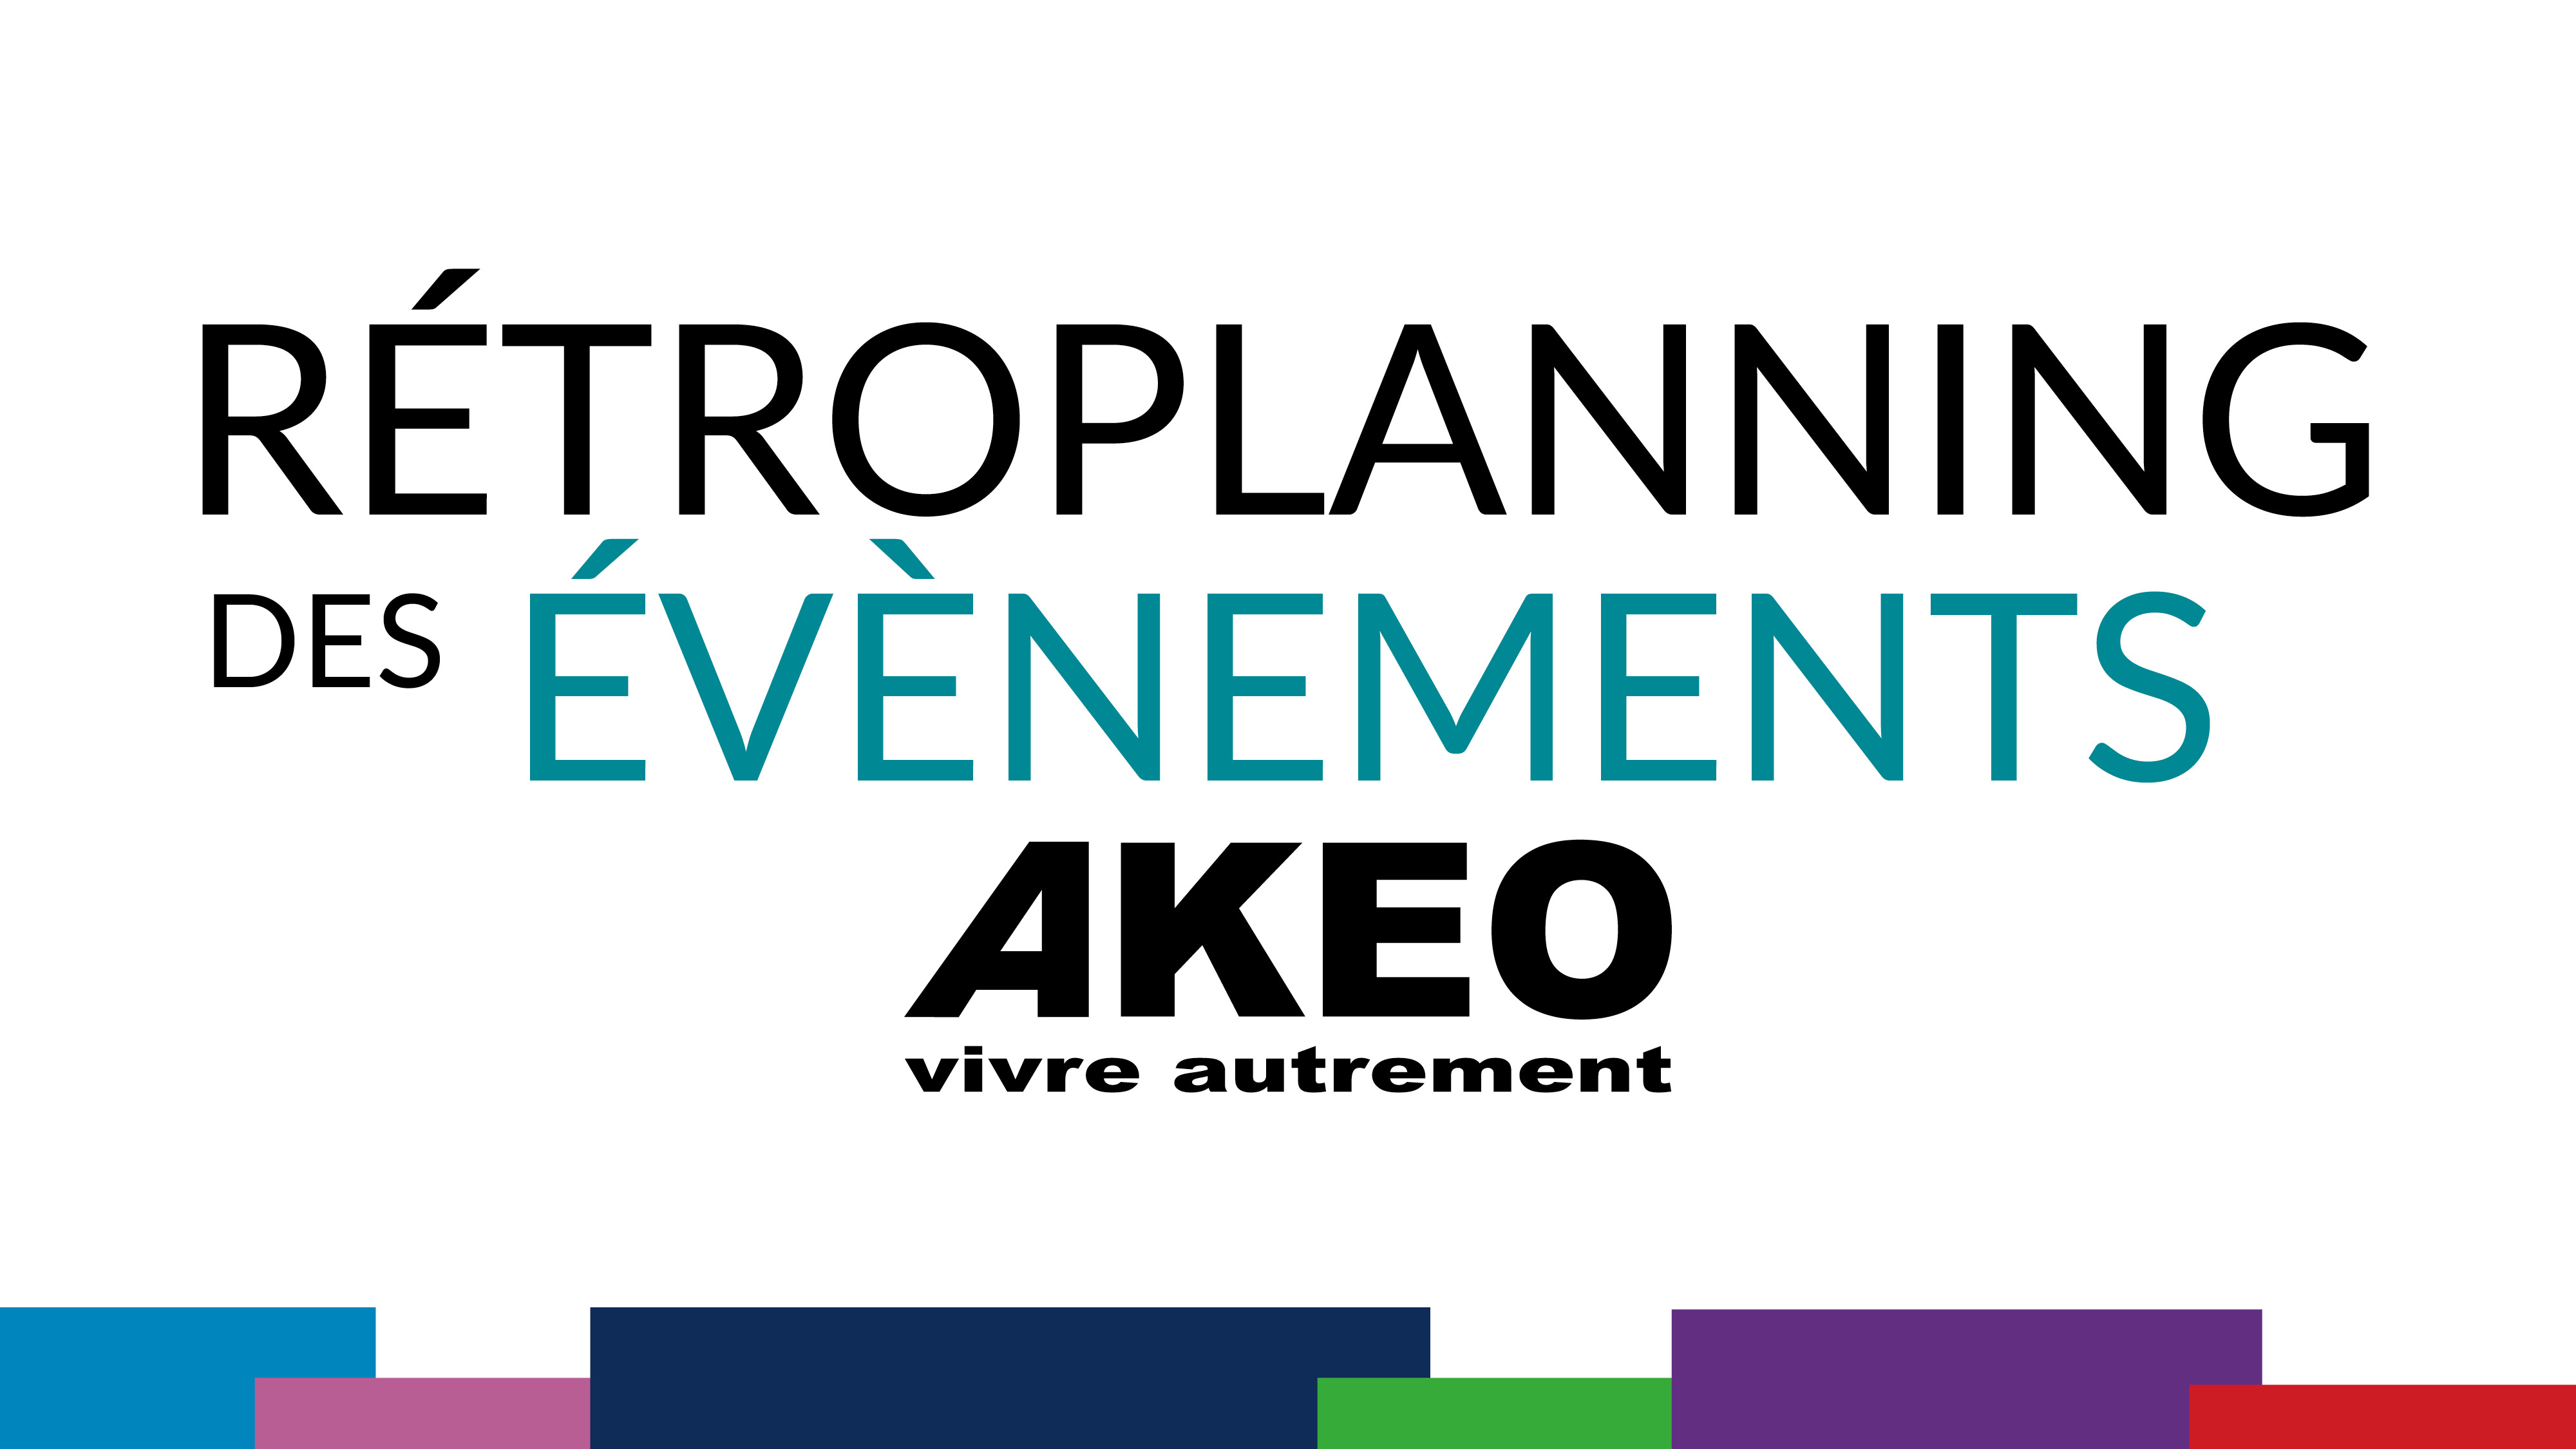 RÉTROPLANNING
DES ÉVÈNEMENTS
AKEO
vivre autrement